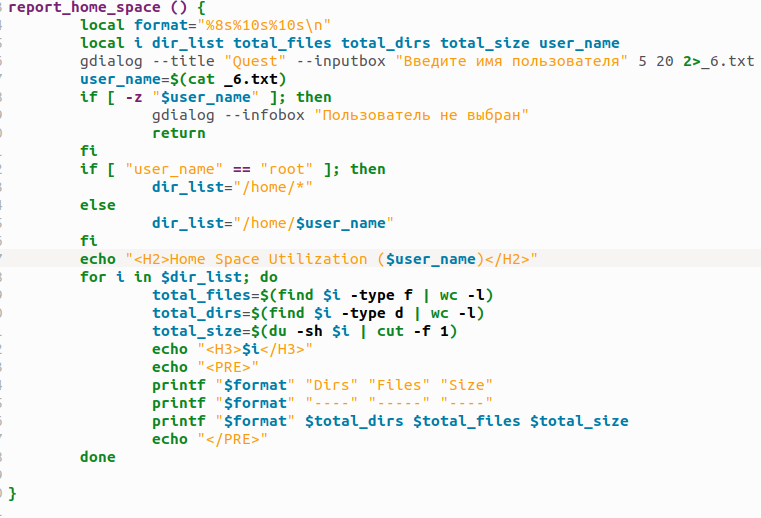 report_home_space () {
        local format="%8s%10s%10s\n"
        local i dir_list total_files total_dirs total_size user_name
        gdialog --title "Quest" --inputbox "Введите имя пользователя" 5 20 2>_6.txt
        user_name=$(cat _6.txt)
        if [ -z "$user_name" ]; then
                gdialog --infobox "Пользователь не выбран"
                return
        fi
        if [ "user_name" == "root" ]; then
                dir_list="/home/*"
        else
                dir_list="/home/$user_name"
        fi
        echo "<H2>Home Space Utilization ($user_name)</H2>"
        for i in $dir_list; do
                total_files=$(find $i -type f | wc -l)
                total_dirs=$(find $i -type d | wc -l)
                total_size=$(du -sh $i | cut -f 1)
                echo "<H3>$i</H3>"
                echo "<PRE>"
                printf "$format" "Dirs" "Files" "Size"
                printf "$format" "----" "-----" "----"
                printf "$format" $total_dirs $total_files $total_size
                echo "</PRE>"
        done
}